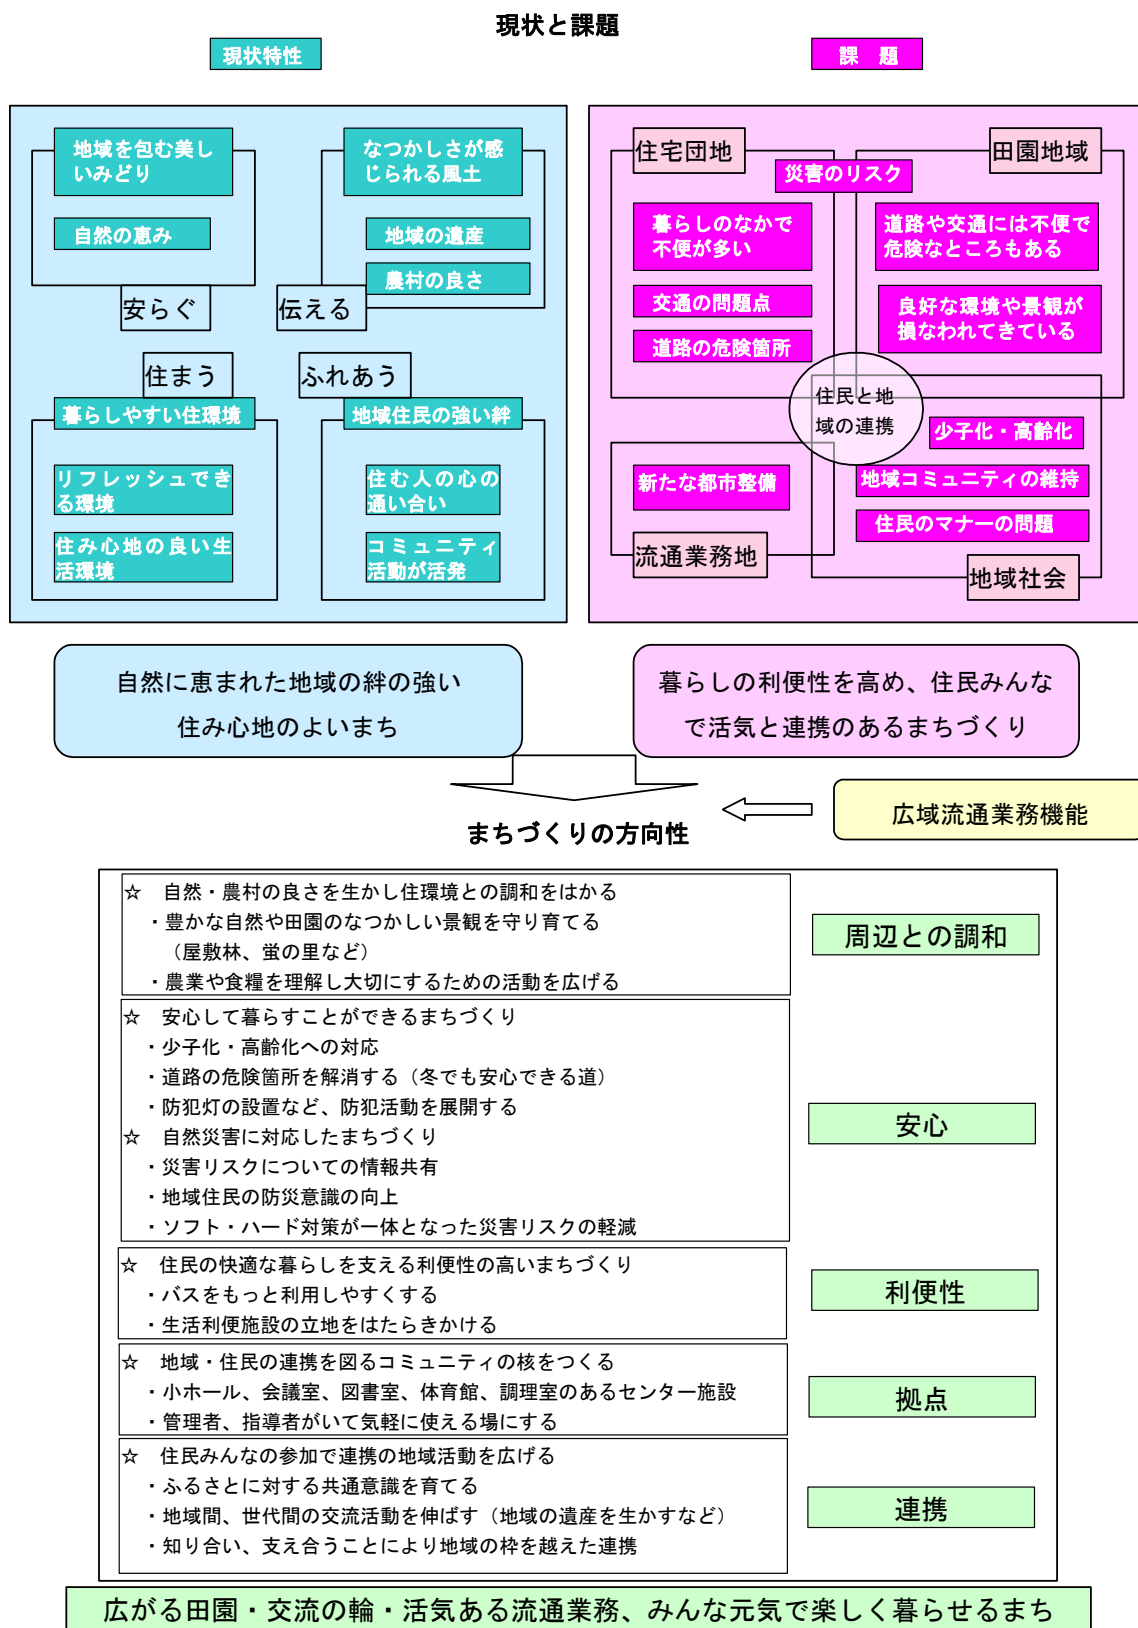 現状と課題
現状特性
課　題
地域を包む美し
いみどり
自然の恵み
安らぐ
なつかしさが感
じられる風土
地域の遺産
農村の良さ
伝える
住まう
暮らしやすい住環境
リフレッシュでき
る環境
住み心地の良い生
活環境
ふれあう
地域住民の強い絆
住む人の心の
通い合い
コミュニティ
活動が活発
住宅団地
災害のリスク
田園地域
暮らしのなかで
不便が多い
交通の問題点
道路の危険箇所
道路や交通には不便で
危険なところもある
良好な環境や景観が
損なわれてきている
住民と地
域の連携
新たな都市整備
流通業務地
少子化・高齢化
地域コミュニティの維持
住民のマナーの問題
地域社会
自然に恵まれた地域の絆の強い
住み心地のよいまち
暮らしの利便性を高め、住民みんな
で活気と連携のあるまちづくり
広域流通業務機能
まちづくりの方向性
☆　自然・農村の良さを生かし住環境との調和をはかる
・豊かな自然や田園のなつかしい景観を守り育てる
（屋敷林、蛍の里など）
・農業や食糧を理解し大切にするための活動を広げる
周辺との調和
☆　安心して暮らすことができるまちづくり
・少子化・高齢化への対応
・道路の危険箇所を解消する（冬でも安心できる道）
・防犯灯の設置など、防犯活動を展開する
☆　自然災害に対応したまちづくり
・災害リスクについての情報共有
・地域住民の防災意識の向上
・ソフト・ハード対策が一体となった災害リスクの軽減
安心
☆　住民の快適な暮らしを支える利便性の高いまちづくり
・バスをもっと利用しやすくする
・生活利便施設の立地をはたらきかける
利便性
☆　地域・住民の連携を図るコミュニティの核をつくる
・小ホール、会議室、図書室、体育館、調理室のあるセンター施設
・管理者、指導者がいて気軽に使える場にする
拠点
☆　住民みんなの参加で連携の地域活動を広げる
・ふるさとに対する共通意識を育てる
・地域間、世代間の交流活動を伸ばす（地域の遺産を生かすなど）
・知り合い、支え合うことにより地域の枠を越えた連携
連携
広がる田園・交流の輪・活気ある流通業務、みんな元気で楽しく暮らせるまち